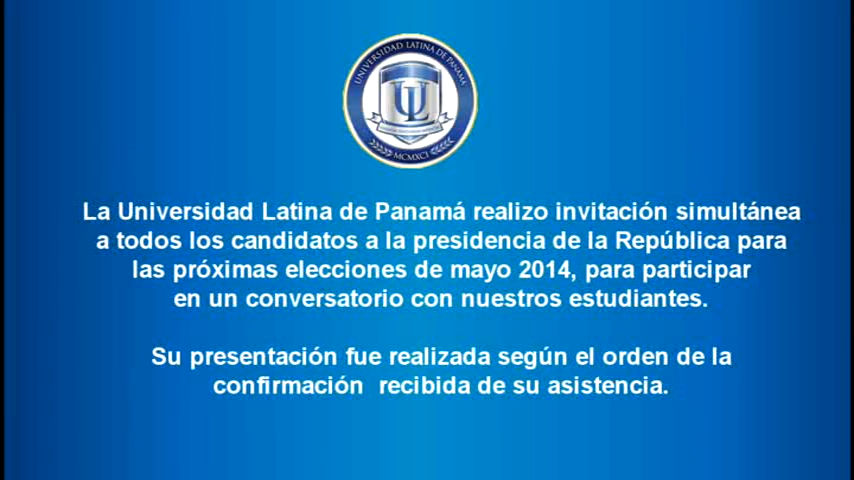 UNIVERSIDAD LATINA DE PANAMÁ
UL
MCMXCI
La Universidad Latina de Panamá realizo invitación simultánea
a todos los candidatos a la presidencia de la República para
las próximas elecciones de mayo 2014, para participar
en un conversatorio con nuestros estudiantes.
Su presentación fue realizada según el orden de la
confirmación  recibida de su asistencia.